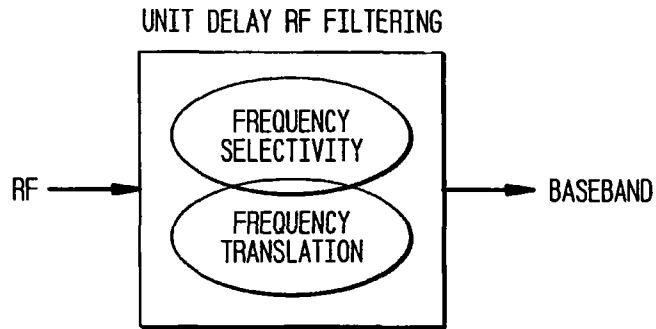 UNIT DELAY RF FILTERING
FREQUENCY
SELECTIVITY
RF
BASEBAND
FREQUENCY
TRANSLATION